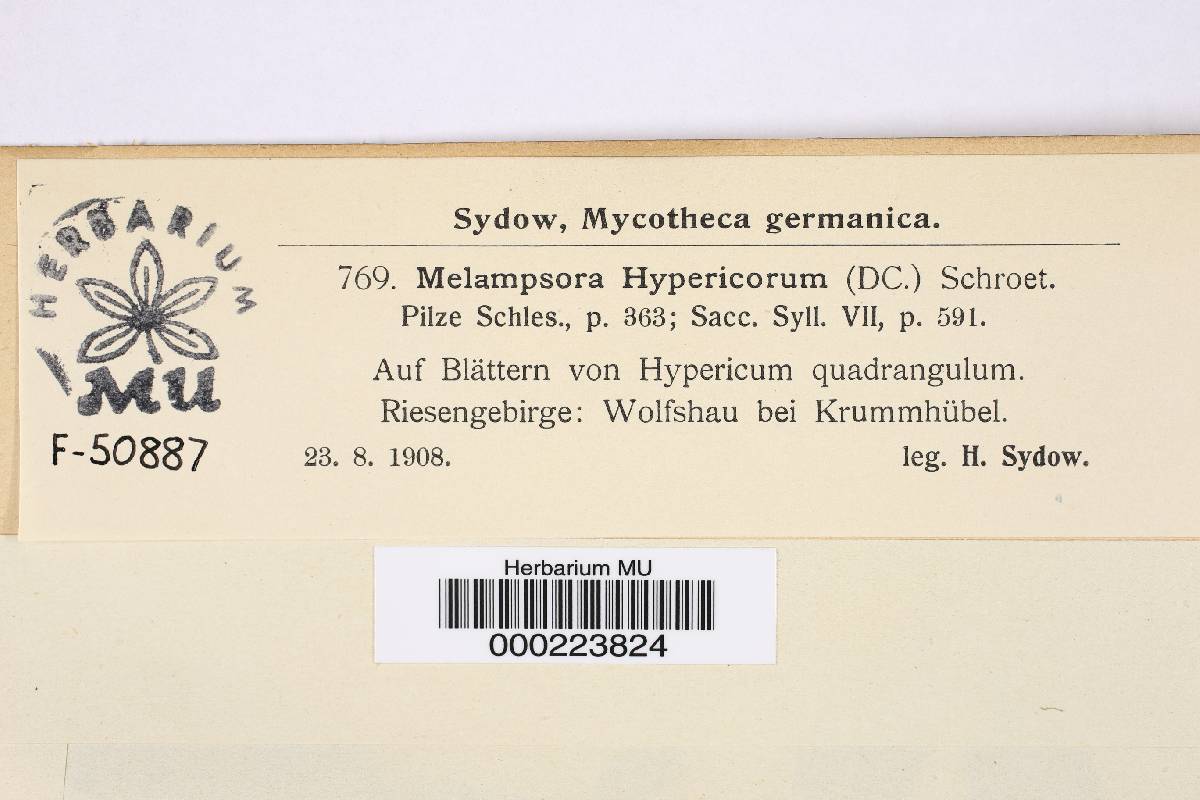 HERBARIUM
MU
F-50887
Sydow, Mycotheca germanica.
769. Melampsora Hypericorum (DC.) Schroet.
Pilze Schles., p. 363; Sacc. Syll. VII, p. 591.
Auf Blättern von Hypericum quadrangulum.
Riesengebirge: Wolfshau bei Krummhübel.
23. 8. 1908. leg. H. Sydow.
Herbarium MU
000223824